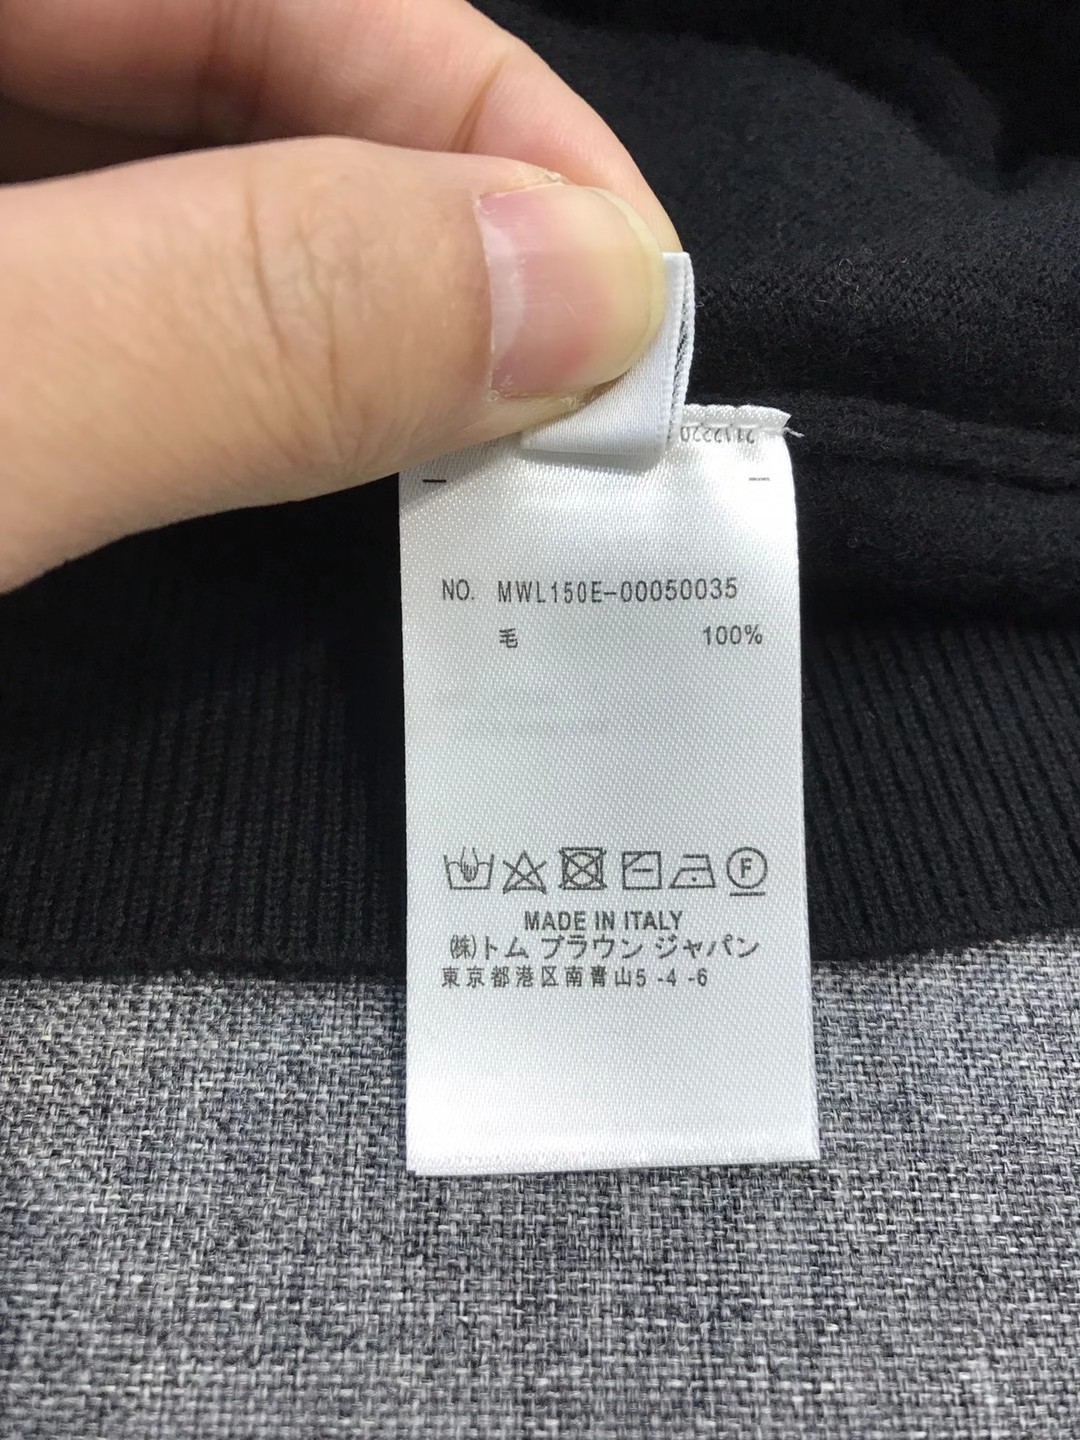 2112220
NO. MWL150E-00050035
毛 100%
F
MADE IN ITALY
㈱トム ブラウン ジャパン
東京都港区南青山5 -4 -6